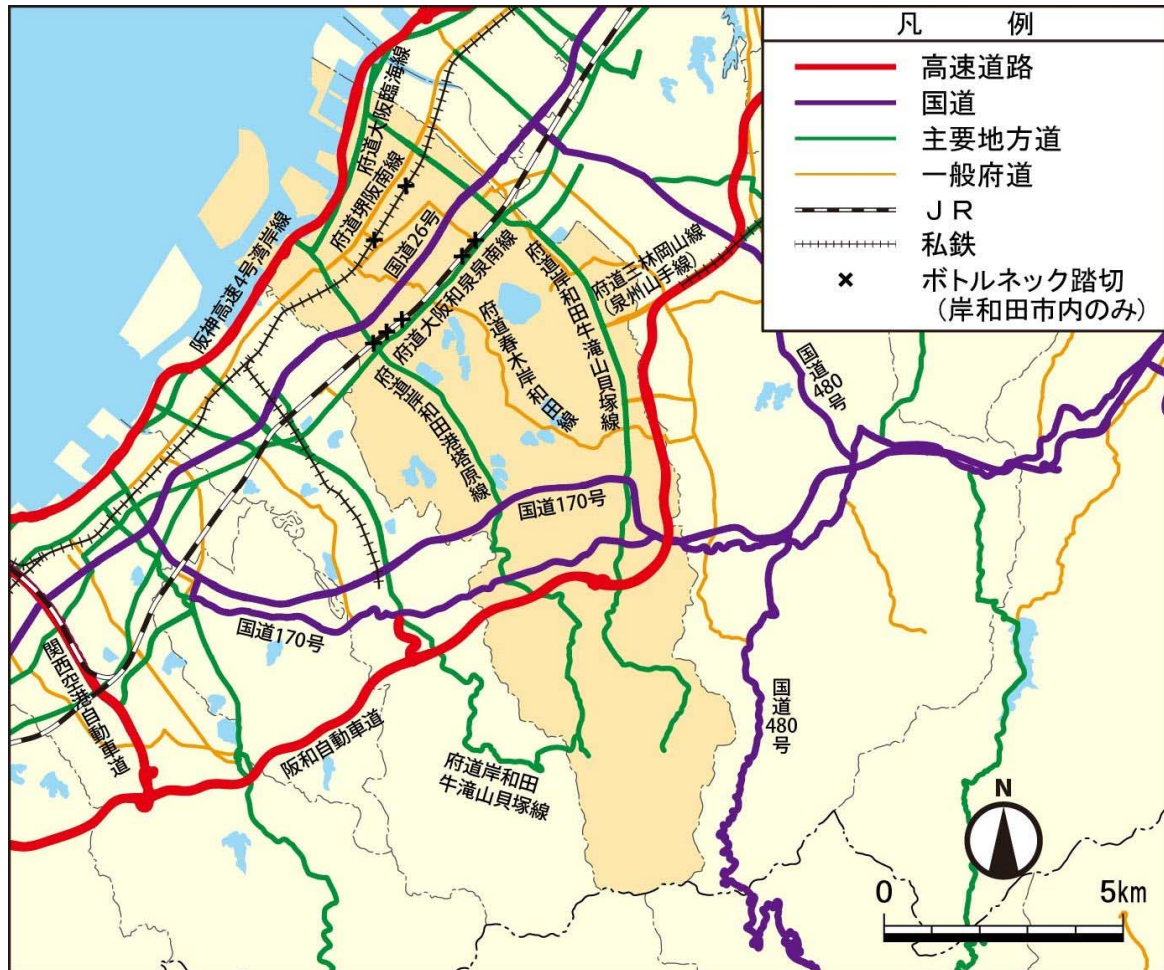 凡 例
高速道路
国道
主要地方道
一般府道
ＪＲ
私鉄
ボトルネック踏切
（岸和田市内のみ）
府道大阪臨海線
府道堺阪南線
国道26号
阪神高速4号湾岸線
府道大阪和泉泉南線
府道岸和田牛滝山貝塚線
府道王林岡山線
（泉州山手線）
府道春木岸和田線
府道岸和田港塔原線
国道
480
号
国道170号
国道170号
関西空港自動車道
阪和自動車道
府道岸和田
牛滝山貝塚線
国道
480
号
N
0 5km